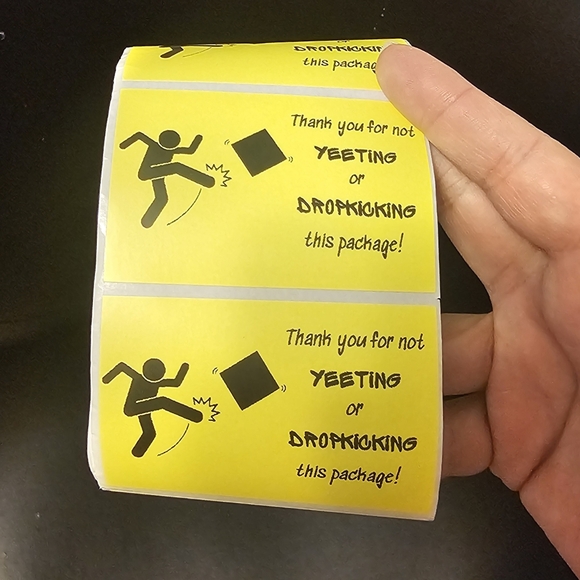 DROPKICKING
this package
Thank you for not
YEETING
or
DROPKICKING
this package!
Thank you for not
YEETING
or
DROPKICKING
this package!